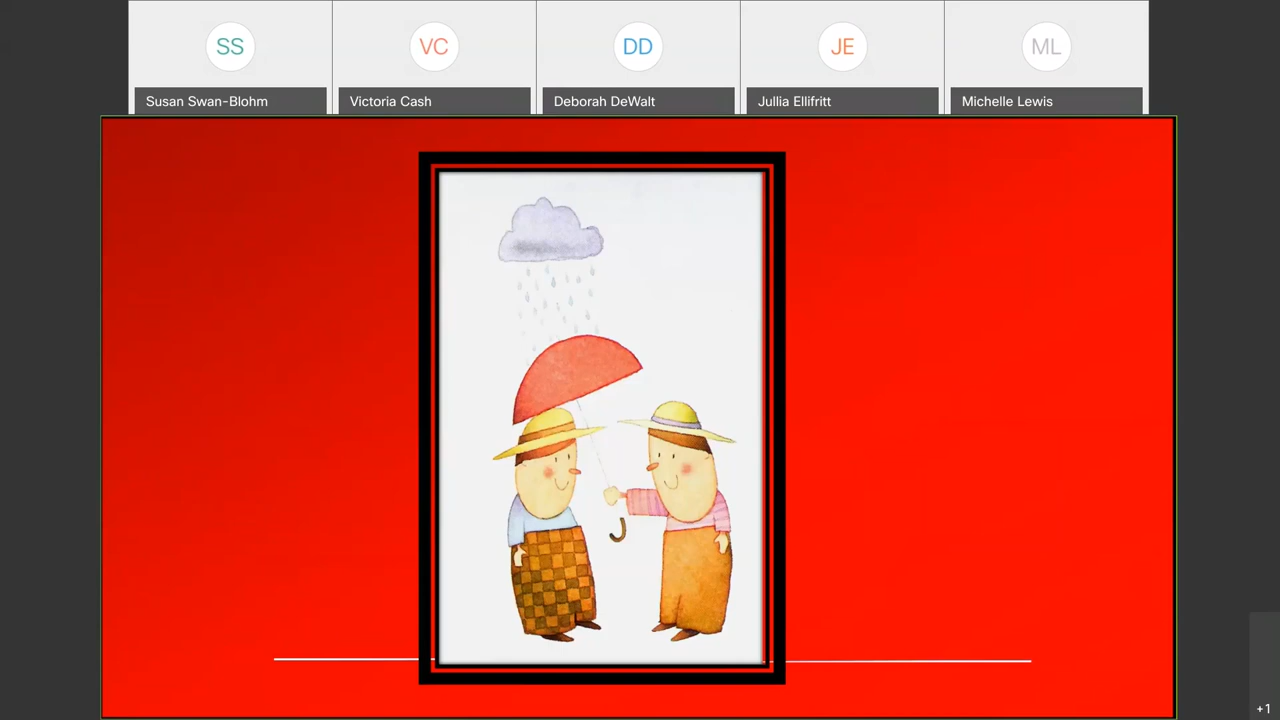 SS
VC
DD
JE
ML
Susan Swan-Blohm
Victoria Cash
Deborah DeWalt
Jullia Ellifritt
Michelle Lewis
+1